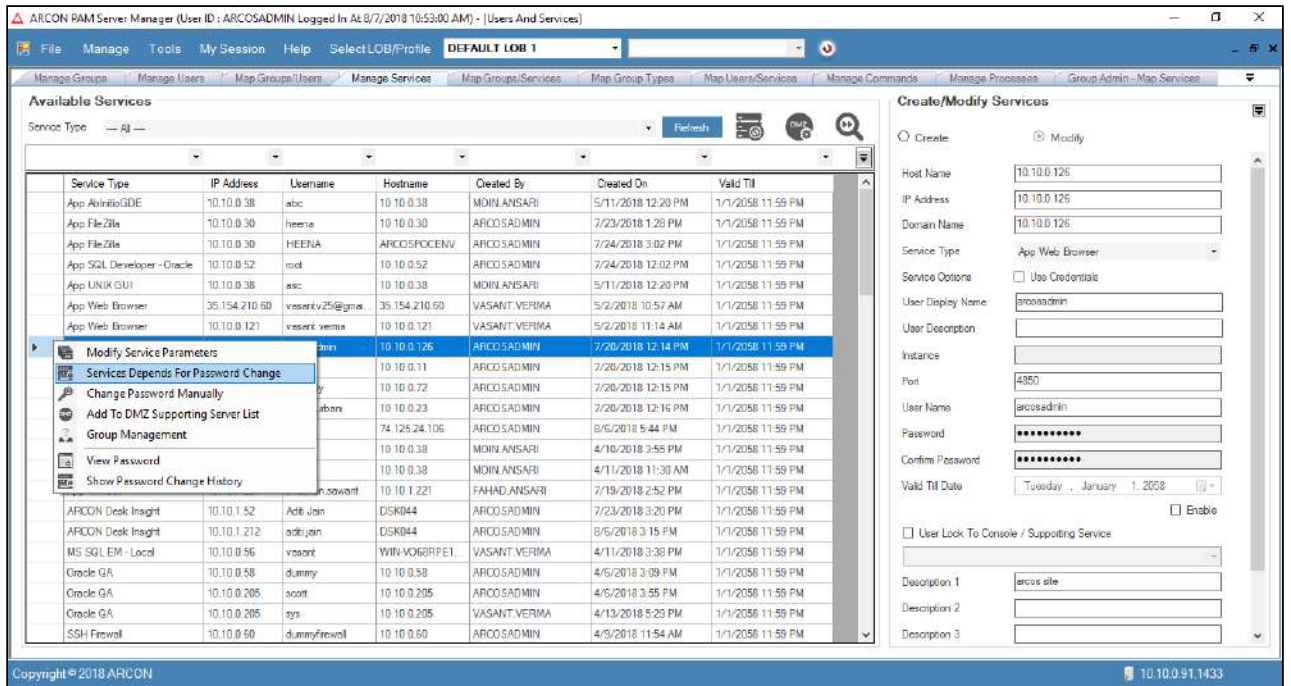 ARCON PAM Server Manager (User ID : ARCOSADMIN Logged In At 8/7/2018 10:53:00 AM) - [Users And Services]
File Manage Tools My Session Help Select LOB/Profile DEFAULT LOB 1
Manage Groups Manage Users Map Groups/Users Manage Services Map Groups/Services Map Group Types Map Users/Services Manage Commands Manage Processes Group Admin - Map Services
Available Services
Service Type --- All --- Refresh DMZ
Service Type IP Address Username Hostname Created By Created On Valid Till
App AbInitioGDE 10.10.0.38 abc 10.10.0.38 MOIN.ANSARI 5/11/2018 12:20 PM 1/1/2058 11:59 PM
App FileZilla 10.10.0.30 heena 10.10.0.30 ARCOSADMIN 7/23/2018 1:28 PM 1/1/2058 11:59 PM
App FileZilla 10.10.0.30 HEENA ARCOSPOCENV ARCOSADMIN 7/24/2018 3:02 PM 1/1/2058 11:59 PM
App SQL Developer - Oracle 10.10.0.52 root 10.10.0.52 ARCOSADMIN 7/24/2018 12:02 PM 1/1/2058 11:59 PM
App UNIX GUI 10.10.0.38 asc 10.10.0.38 MOIN.ANSARI 5/11/2018 12:20 PM 1/1/2058 11:59 PM
App Web Browser 35.154.210.60 vasantv25@gmai... 35.154.210.60 VASANT.VERMA 5/2/2018 10:57 AM 1/1/2058 11:59 PM
App Web Browser 10.10.0.121 vasant.verma 10.10.0.121 VASANT.VERMA 5/2/2018 11:14 AM 1/1/2058 11:59 PM
10.10.0.126 ARCOSADMIN 7/20/2018 12:14 PM 1/1/2058 11:59 PM
10.10.0.11 ARCOSADMIN 7/20/2018 12:15 PM 1/1/2058 11:59 PM
10.10.0.72 ARCOSADMIN 7/20/2018 12:15 PM 1/1/2058 11:59 PM
10.10.0.23 ARCOSADMIN 7/20/2018 12:16 PM 1/1/2058 11:59 PM
74.125.24.106 ARCOSADMIN 8/6/2018 5:44 PM 1/1/2058 11:59 PM
10.10.0.38 MOIN.ANSARI 4/10/2018 3:55 PM 1/1/2058 11:59 PM
10.10.0.38 MOIN.ANSARI 4/11/2018 11:30 AM 1/1/2058 11:59 PM
n.sawant 10.10.1.221 FAHAD.ANSARI 7/19/2018 2:52 PM 1/1/2058 11:59 PM
ARCON Desk Insight 10.10.1.52 Aditi Jain DSK044 ARCOSADMIN 7/23/2018 3:20 PM 1/1/2058 11:59 PM
ARCON Desk Insight 10.10.1.212 aditi.jain DSK044 ARCOSADMIN 8/6/2018 3:15 PM 1/1/2058 11:59 PM
MS SQL EM - Local 10.10.0.56 vasant WIN-VO68RPE1... VASANT.VERMA 4/11/2018 3:38 PM 1/1/2058 11:59 PM
Oracle QA 10.10.0.58 dummy 10.10.0.58 ARCOSADMIN 4/6/2018 3:09 PM 1/1/2058 11:59 PM
Oracle QA 10.10.0.205 scott 10.10.0.205 ARCOSADMIN 4/6/2018 3:55 PM 1/1/2058 11:59 PM
Oracle QA 10.10.0.205 sys 10.10.0.205 VASANT.VERMA 4/13/2018 5:29 PM 1/1/2058 11:59 PM
SSH Firewall 10.10.0.60 dummyfirewall 10.10.0.60 ARCOSADMIN 4/9/2018 11:54 AM 1/1/2058 11:59 PM
Modify Service Parameters
Services Depends For Password Change
Change Password Manually
Add To DMZ Supporting Server List
Group Management
View Password
Show Password Change History
Create/Modify Services
Create Modify
Host Name 10.10.0.126
IP Address 10.10.0.126
Domain Name 10.10.0.126
Service Type App Web Browser
Service Options Use Credentials
User Display Name arcosadmin
User Description
Instance
Port 4850
User Name arcosadmin
Password
Confirm Password
Valid Till Date Tuesday , January 1, 2058
Enable
User Lock To Console / Supporting Service
Description 1 arcos site
Description 2
Description 3
Copyright © 2018 ARCON 10.10.0.91,1433